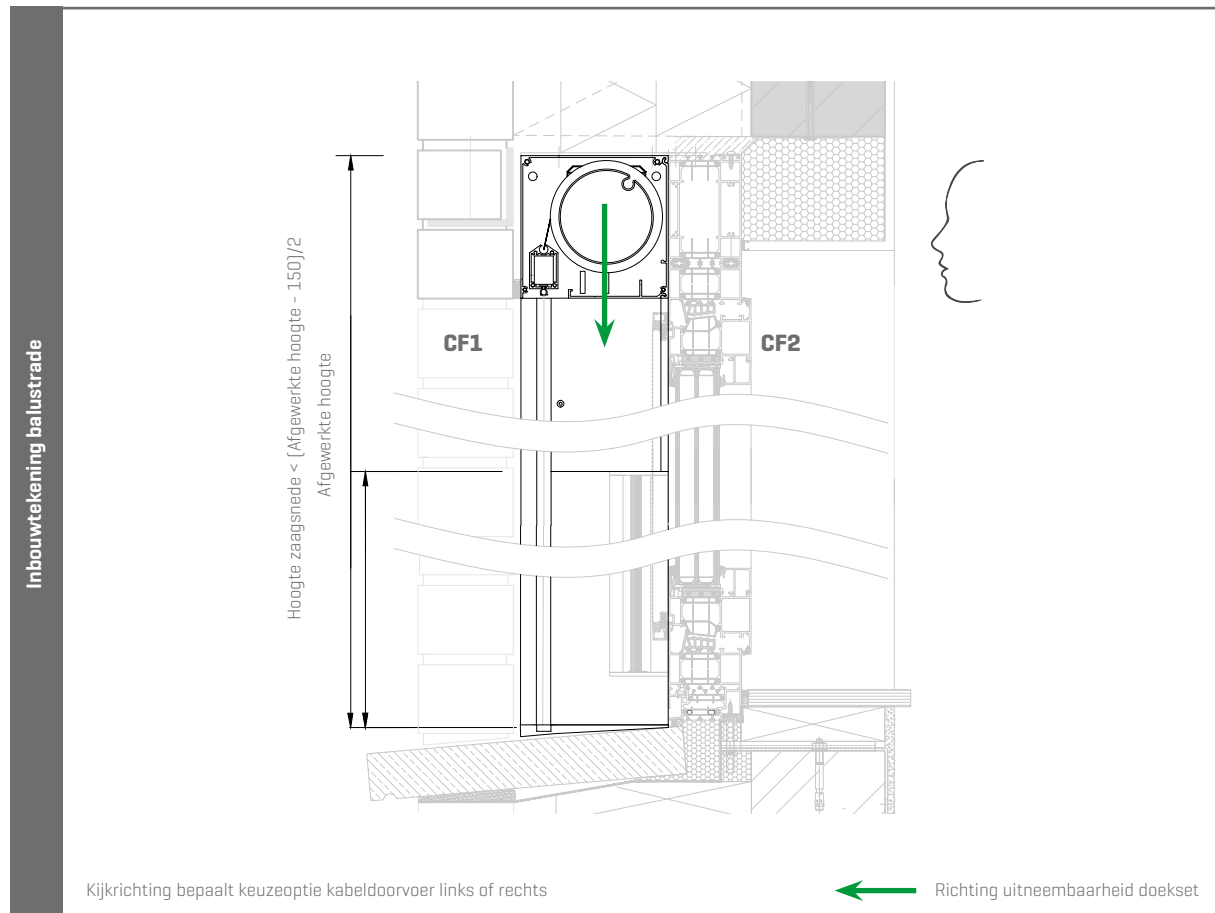 Inbouwtekening balustrade
Hoogte zaagsnede < (Afgewerkte hoogte - 150)/2
Afgewerkte hoogte
CF1
CF2
Kijkrichting bepaalt keuzeoptie kabeldoorvoer links of rechts
Richting uitneembaarheid doekset